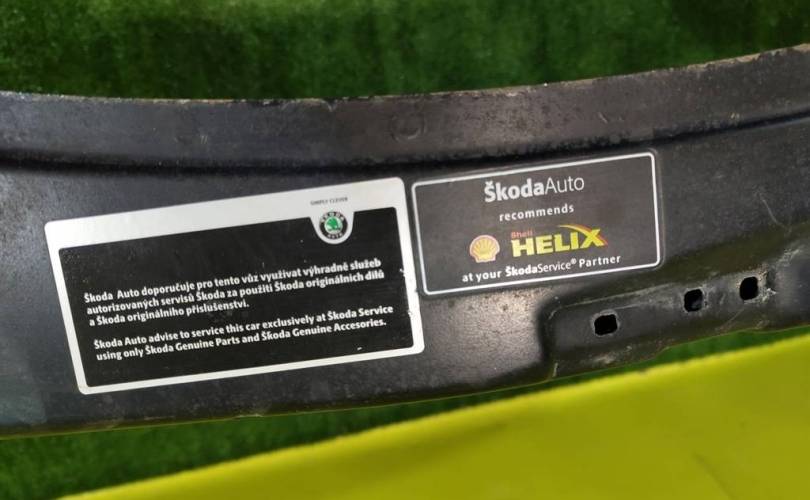 SIMPLY CLEVER
Škoda Auto doporučuje pro tento vůz využívat výhradně služeb
autorizovaných servisů Škoda za použití Škoda originálních dílů
a Škoda originálního příslušenství.
Škoda Auto advise to service this car exclusively at Škoda Service
using only Škoda Genuine Parts and Škoda Genuine Accesories.
ŠkodaAuto
recommends
Shell
HELIX
at your ŠkodaService® Partner